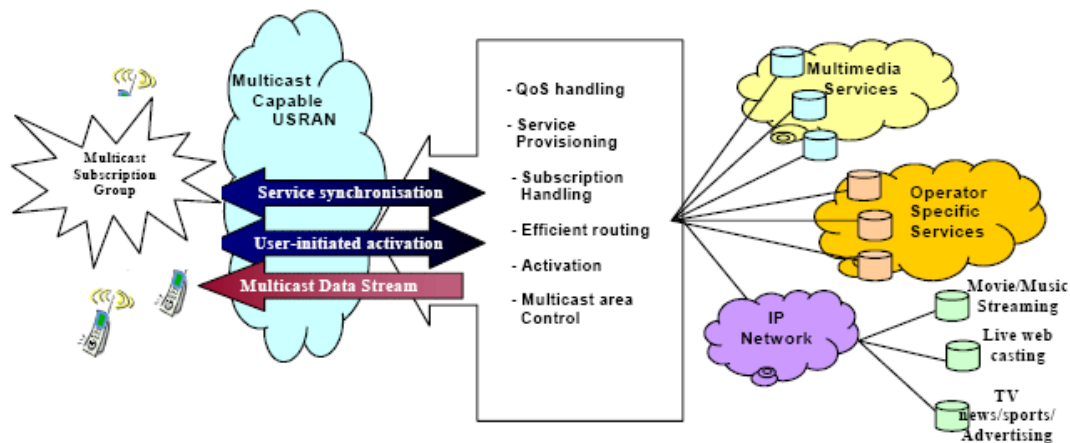 Multicast
Subscription
Group
Multicast
Capable
USRAN
Service synchronisation
User-initiated activation
Multicast Data Stream
- QoS handling
- Service
Provisioning
- Subscription
Handling
- Efficient routing
- Activation
- Multicast area
Control
Multimedia
Services
Operator
Specific
Services
IP
Network
Movie/Music
Streaming
Live web
casting
TV
news/sports/
Advertising